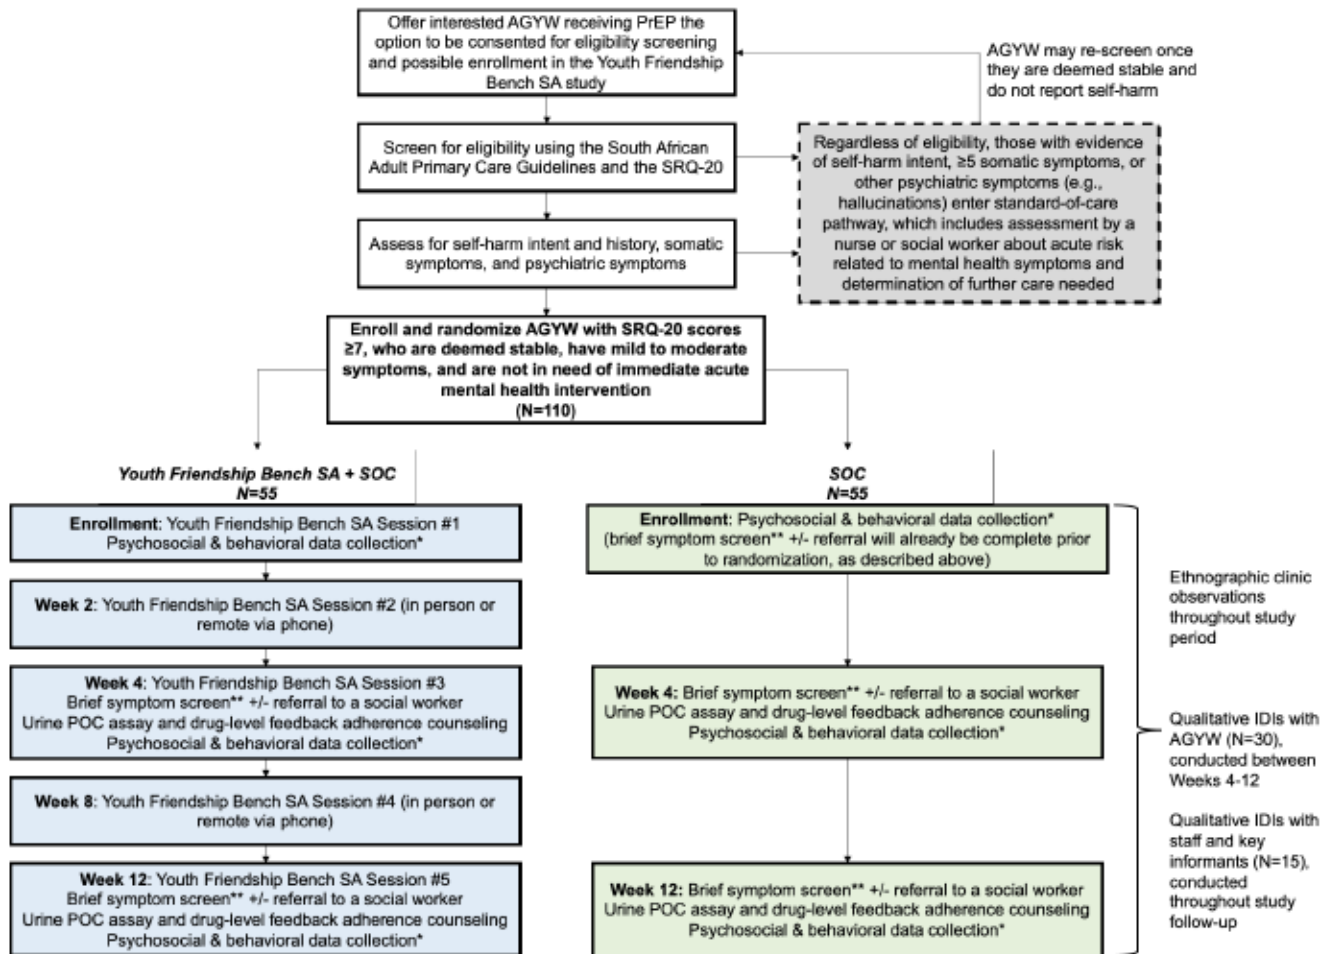 Offer interested AGYW receiving PrEP the
option to be consented for eligibility screening
and possible enrollment in the Youth Friendship
Bench SA study
AGYW may re-screen once
they are deemed stable and
do not report self-harm
Screen for eligibility using the South African
Adult Primary Care Guidelines and the SRQ-20
Regardless of eligibility, those with evidence
of self-harm intent, ≥5 somatic symptoms, or
other psychiatric symptoms (e.g.,
hallucinations) enter standard-of-care
pathway, which includes assessment by a
nurse or social worker about acute risk
related to mental health symptoms and
determination of further care needed
Assess for self-harm intent and history, somatic
symptoms, and psychiatric symptoms
Enroll and randomize AGYW with SRQ-20 scores
≥7, who are deemed stable, have mild to moderate
symptoms, and are not in need of immediate acute
mental health intervention
(N=110)
Youth Friendship Bench SA + SOC
N=55
Enrollment: Youth Friendship Bench SA Session #1
Psychosocial & behavioral data collection*
Week 2: Youth Friendship Bench SA Session #2 (in person or
remote via phone)
Week 4: Youth Friendship Bench SA Session #3
Brief symptom screen** +/- referral to a social worker
Urine POC assay and drug-level feedback adherence counseling
Psychosocial & behavioral data collection*
Week 8: Youth Friendship Bench SA Session #4 (in person or
remote via phone)
Week 12: Youth Friendship Bench SA Session #5
Brief symptom screen** +/- referral to a social worker
Urine POC assay and drug-level feedback adherence counseling
Psychosocial & behavioral data collection*
SOC
N=55
Enrollment: Psychosocial & behavioral data collection*
(brief symptom screen** +/- referral will already be complete prior
to randomization, as described above)
Week 4: Brief symptom screen** +/- referral to a social worker
Urine POC assay and drug-level feedback adherence counseling
Psychosocial & behavioral data collection*
Week 12: Brief symptom screen** +/- referral to a social worker
Urine POC assay and drug-level feedback adherence counseling
Psychosocial & behavioral data collection*
Ethnographic clinic
observations
throughout study
period
Qualitative IDIs with
AGYW (N=30),
conducted between
Weeks 4-12
Qualitative IDIs with
staff and key
informants (N=15),
conducted
throughout study
follow-up